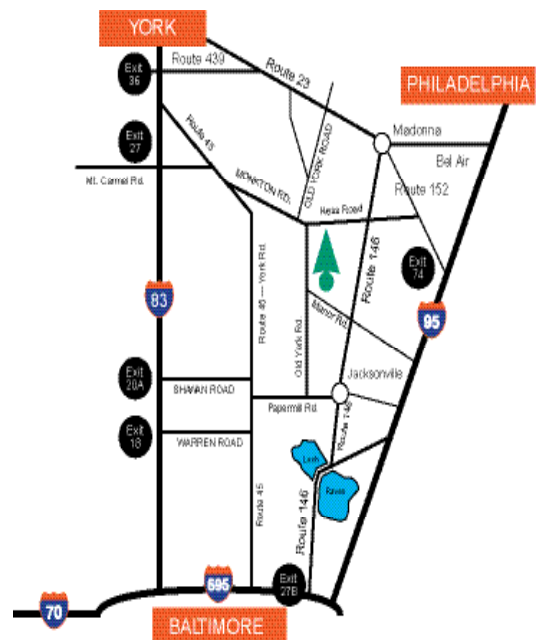 YORK
Exit
36
Route 439
Route 23
PHILADELPHIA
Exit
27
Route 45
Madonna
Bel Air
OLD YORK ROAD
Mt. Carmel Rd.
MONKTON RD.
Route 152
Hess Road
Route 146
Exit
74
83
95
Route 45 — York Rd.
Manor Rd.
Old York Rd.
Exit
20A
SHAWAN ROAD
Jacksonville
Papermill Rd.
Exit
18
WARREN ROAD
Route 146
Loch
Raven
Route 45
Route 146
695
Exit
27B
70
BALTIMORE